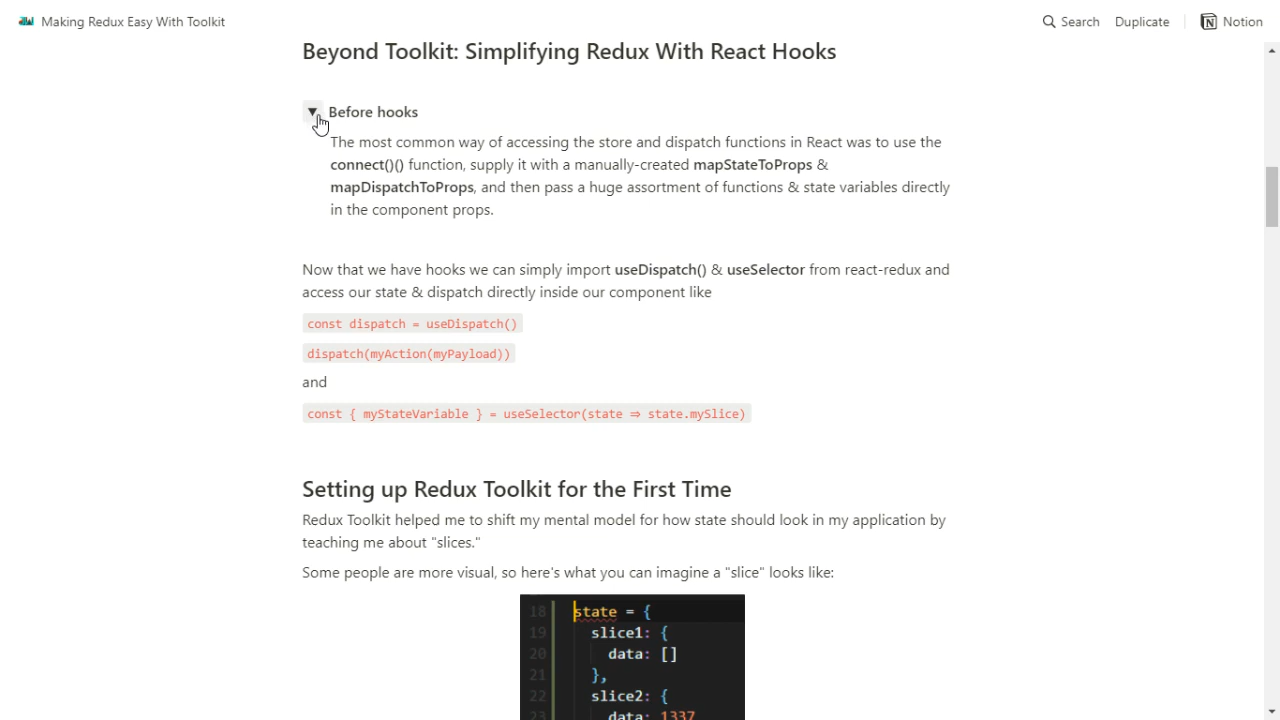 Making Redux Easy With Toolkit
Search
Duplicate
Notion
Beyond Toolkit: Simplifying Redux With React Hooks
Before hooks
The most common way of accessing the store and dispatch functions in React was to use the
connect()() function, supply it with a manually-created mapStateToProps &
mapDispatchToProps, and then pass a huge assortment of functions & state variables directly
in the component props.
Now that we have hooks we can simply import useDispatch() & useSelector from react-redux and
access our state & dispatch directly inside our component like
const dispatch = useDispatch()
dispatch(myAction(myPayload))
and
const { myStateVariable } = useSelector(state => state.mySlice)
Setting up Redux Toolkit for the First Time
Redux Toolkit helped me to shift my mental model for how state should look in my application by
teaching me about "slices."
Some people are more visual, so here's what you can imagine a "slice" looks like:
18 state = {
19 slice1: {
20 data: []
21 },
22 slice2: {
23 data: 1337